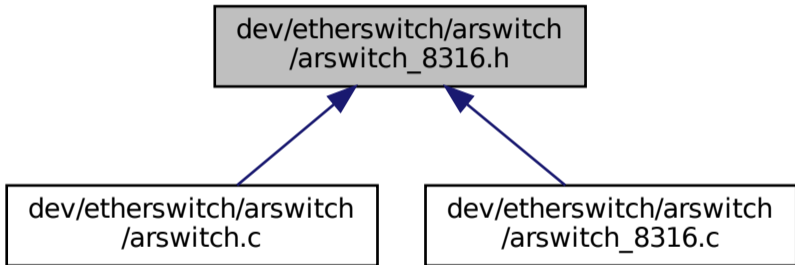 dev/etherswitch/arswitch
/arswitch_8316.h
dev/etherswitch/arswitch
/arswitch.c
dev/etherswitch/arswitch
/arswitch_8316.c